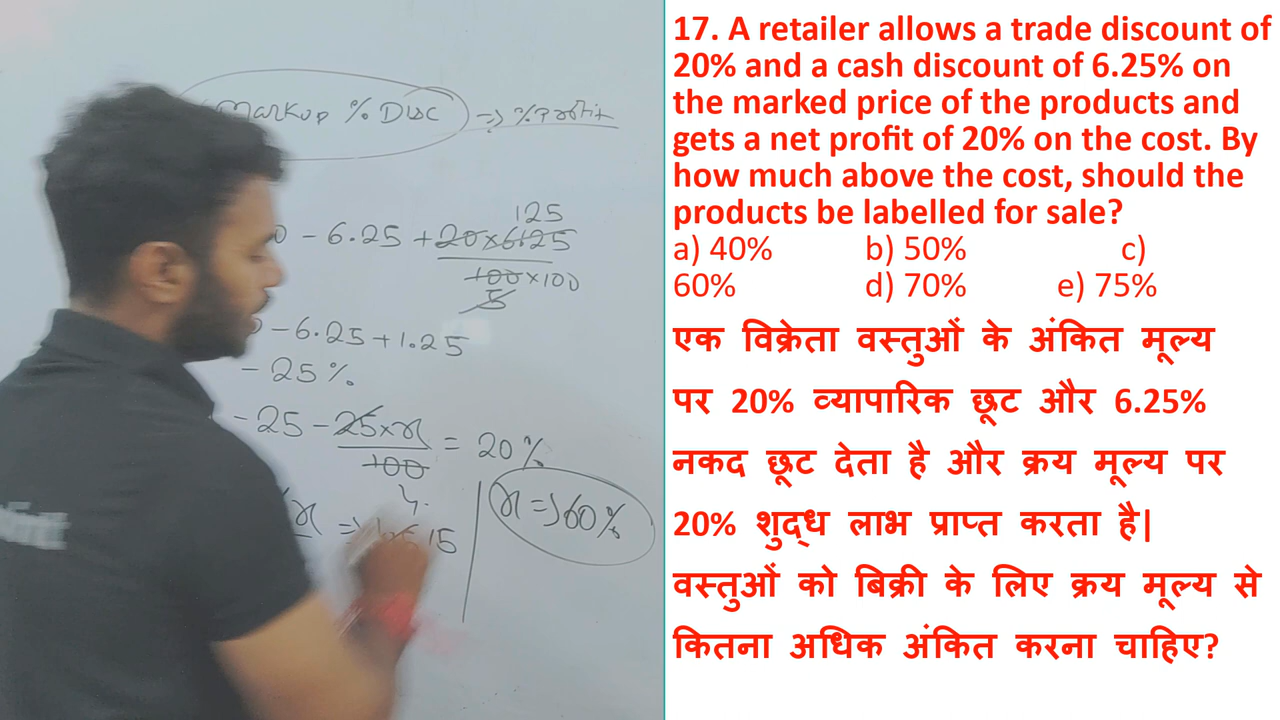 Markup % Disc => % Profit
- 6.25 + 20×6.25
125
100×100
5
- 6.25 + 1.25
- 25%
- 25 - 25×x = 20%
100
4
x => 15
x => 60%
17. A retailer allows a trade discount of
20% and a cash discount of 6.25% on
the marked price of the products and
gets a net profit of 20% on the cost. By
how much above the cost, should the
products be labelled for sale?
a) 40% b) 50% c)
60% d) 70% e) 75%
एक विक्रेता वस्तुओं के अंकित मूल्य
पर 20% व्यापारिक छूट और 6.25%
नकद छूट देता है और क्रय मूल्य पर
20% शुद्ध लाभ प्राप्त करता है|
वस्तुओं को बिक्री के लिए क्रय मूल्य से
कितना अधिक अंकित करना चाहिए?